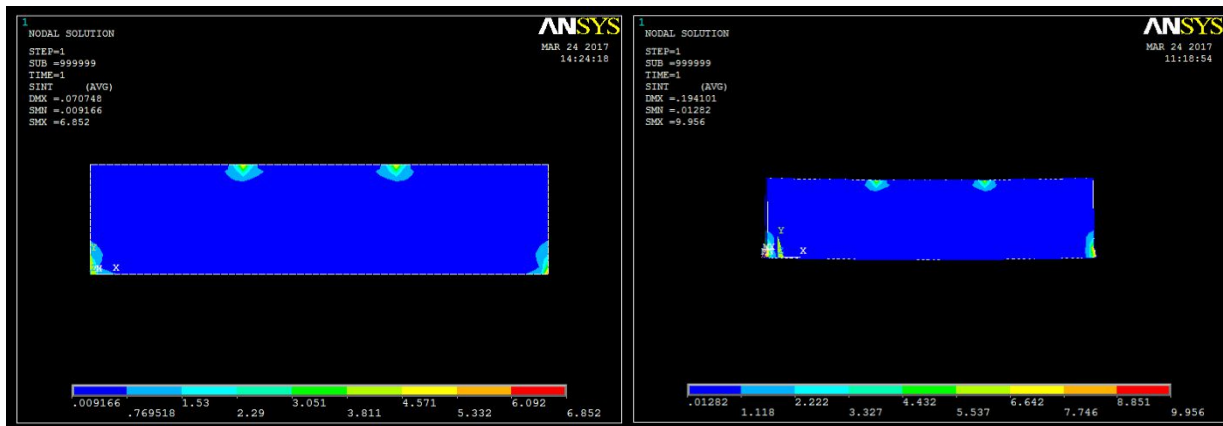 1
ANSYS
NODAL SOLUTION
MAR 24 2017
14:24:18
STEP=1
SUB =999999
TIME=1
SINT (AVG)
DMX =.070748
SMN =.009166
SMX =6.852
X
.009166 1.53 3.051 4.571 6.092
.769518 2.29 3.811 5.332 6.852
1
ANSYS
NODAL SOLUTION
MAR 24 2017
11:18:54
STEP=1
SUB =999999
TIME=1
SINT (AVG)
DMX =.194101
SMN =.01282
SMX =9.956
Y
X
.01282 2.222 4.432 6.642 8.851
1.118 3.327 5.537 7.746 9.956